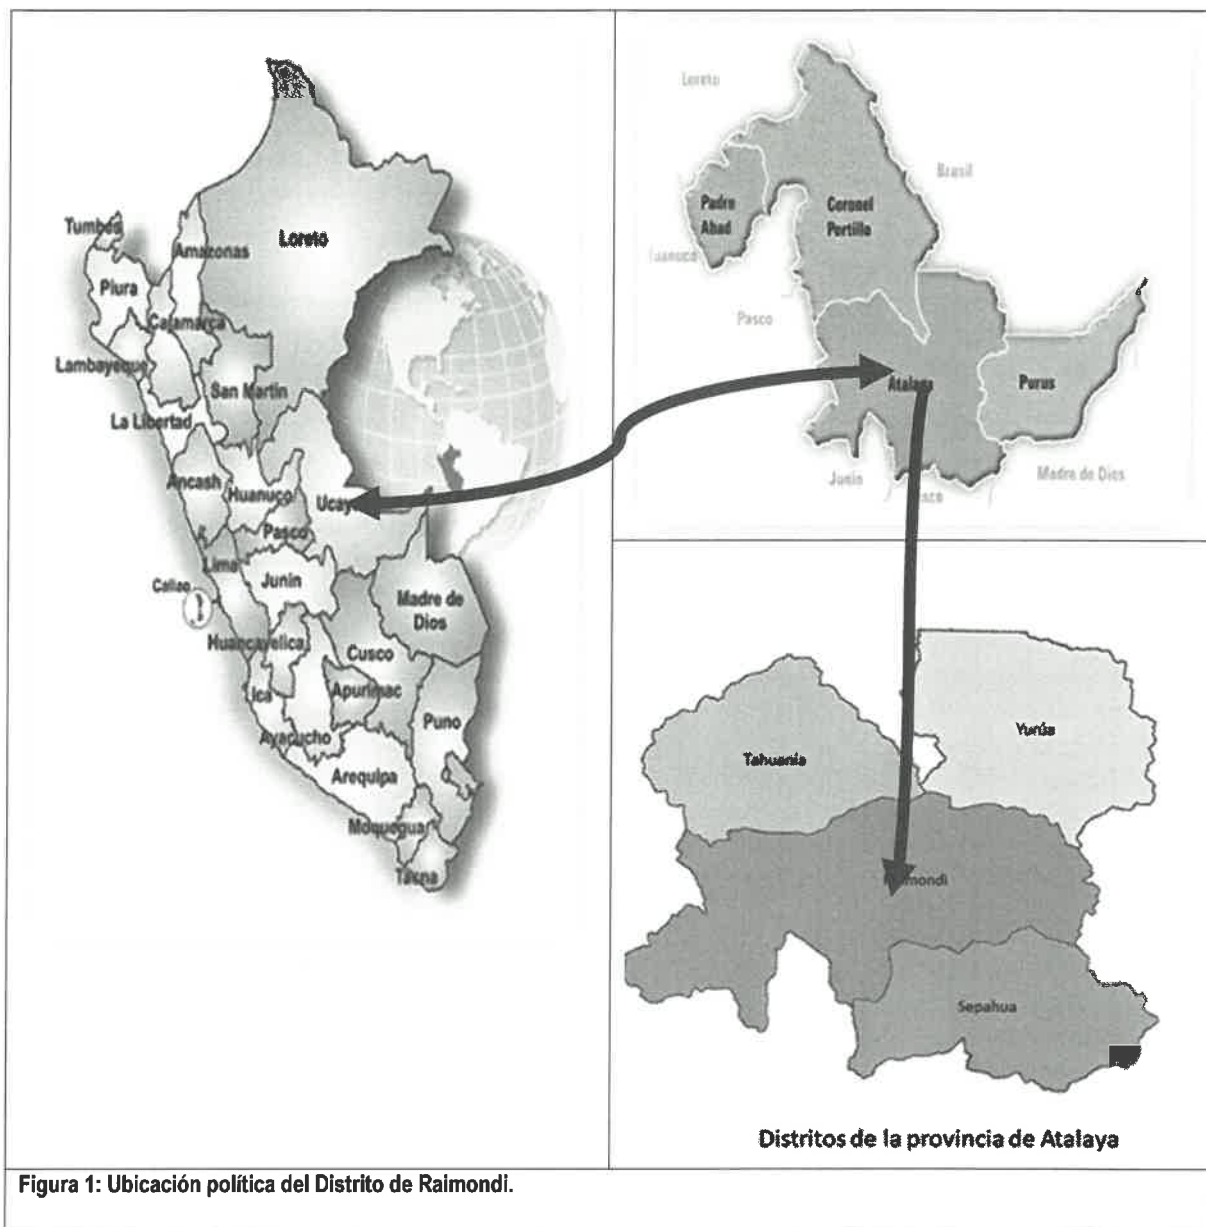 Tumbes
Piura
Amazonas
Loreto
Cajamarca
Lambayeque
San Martin
La Libertad
Ancash
Huanuco
Pasco
Lima
Junin
Callao
Madre de
Dios
Huancavelica
Cusco
Ica
Apurimac
Puno
Ayacucho
Arequipa
Moquegua
Tacna
Loreto
Brasil
Padre
Abad
Coronel
Portillo
Pasco
Atalaya
Purus
Junin
Madre de Dios
Yurúa
Tahuania
Sepahua
Distritos de la provincia de Atalaya
Figura 1: Ubicación política del Distrito de Raimondi.